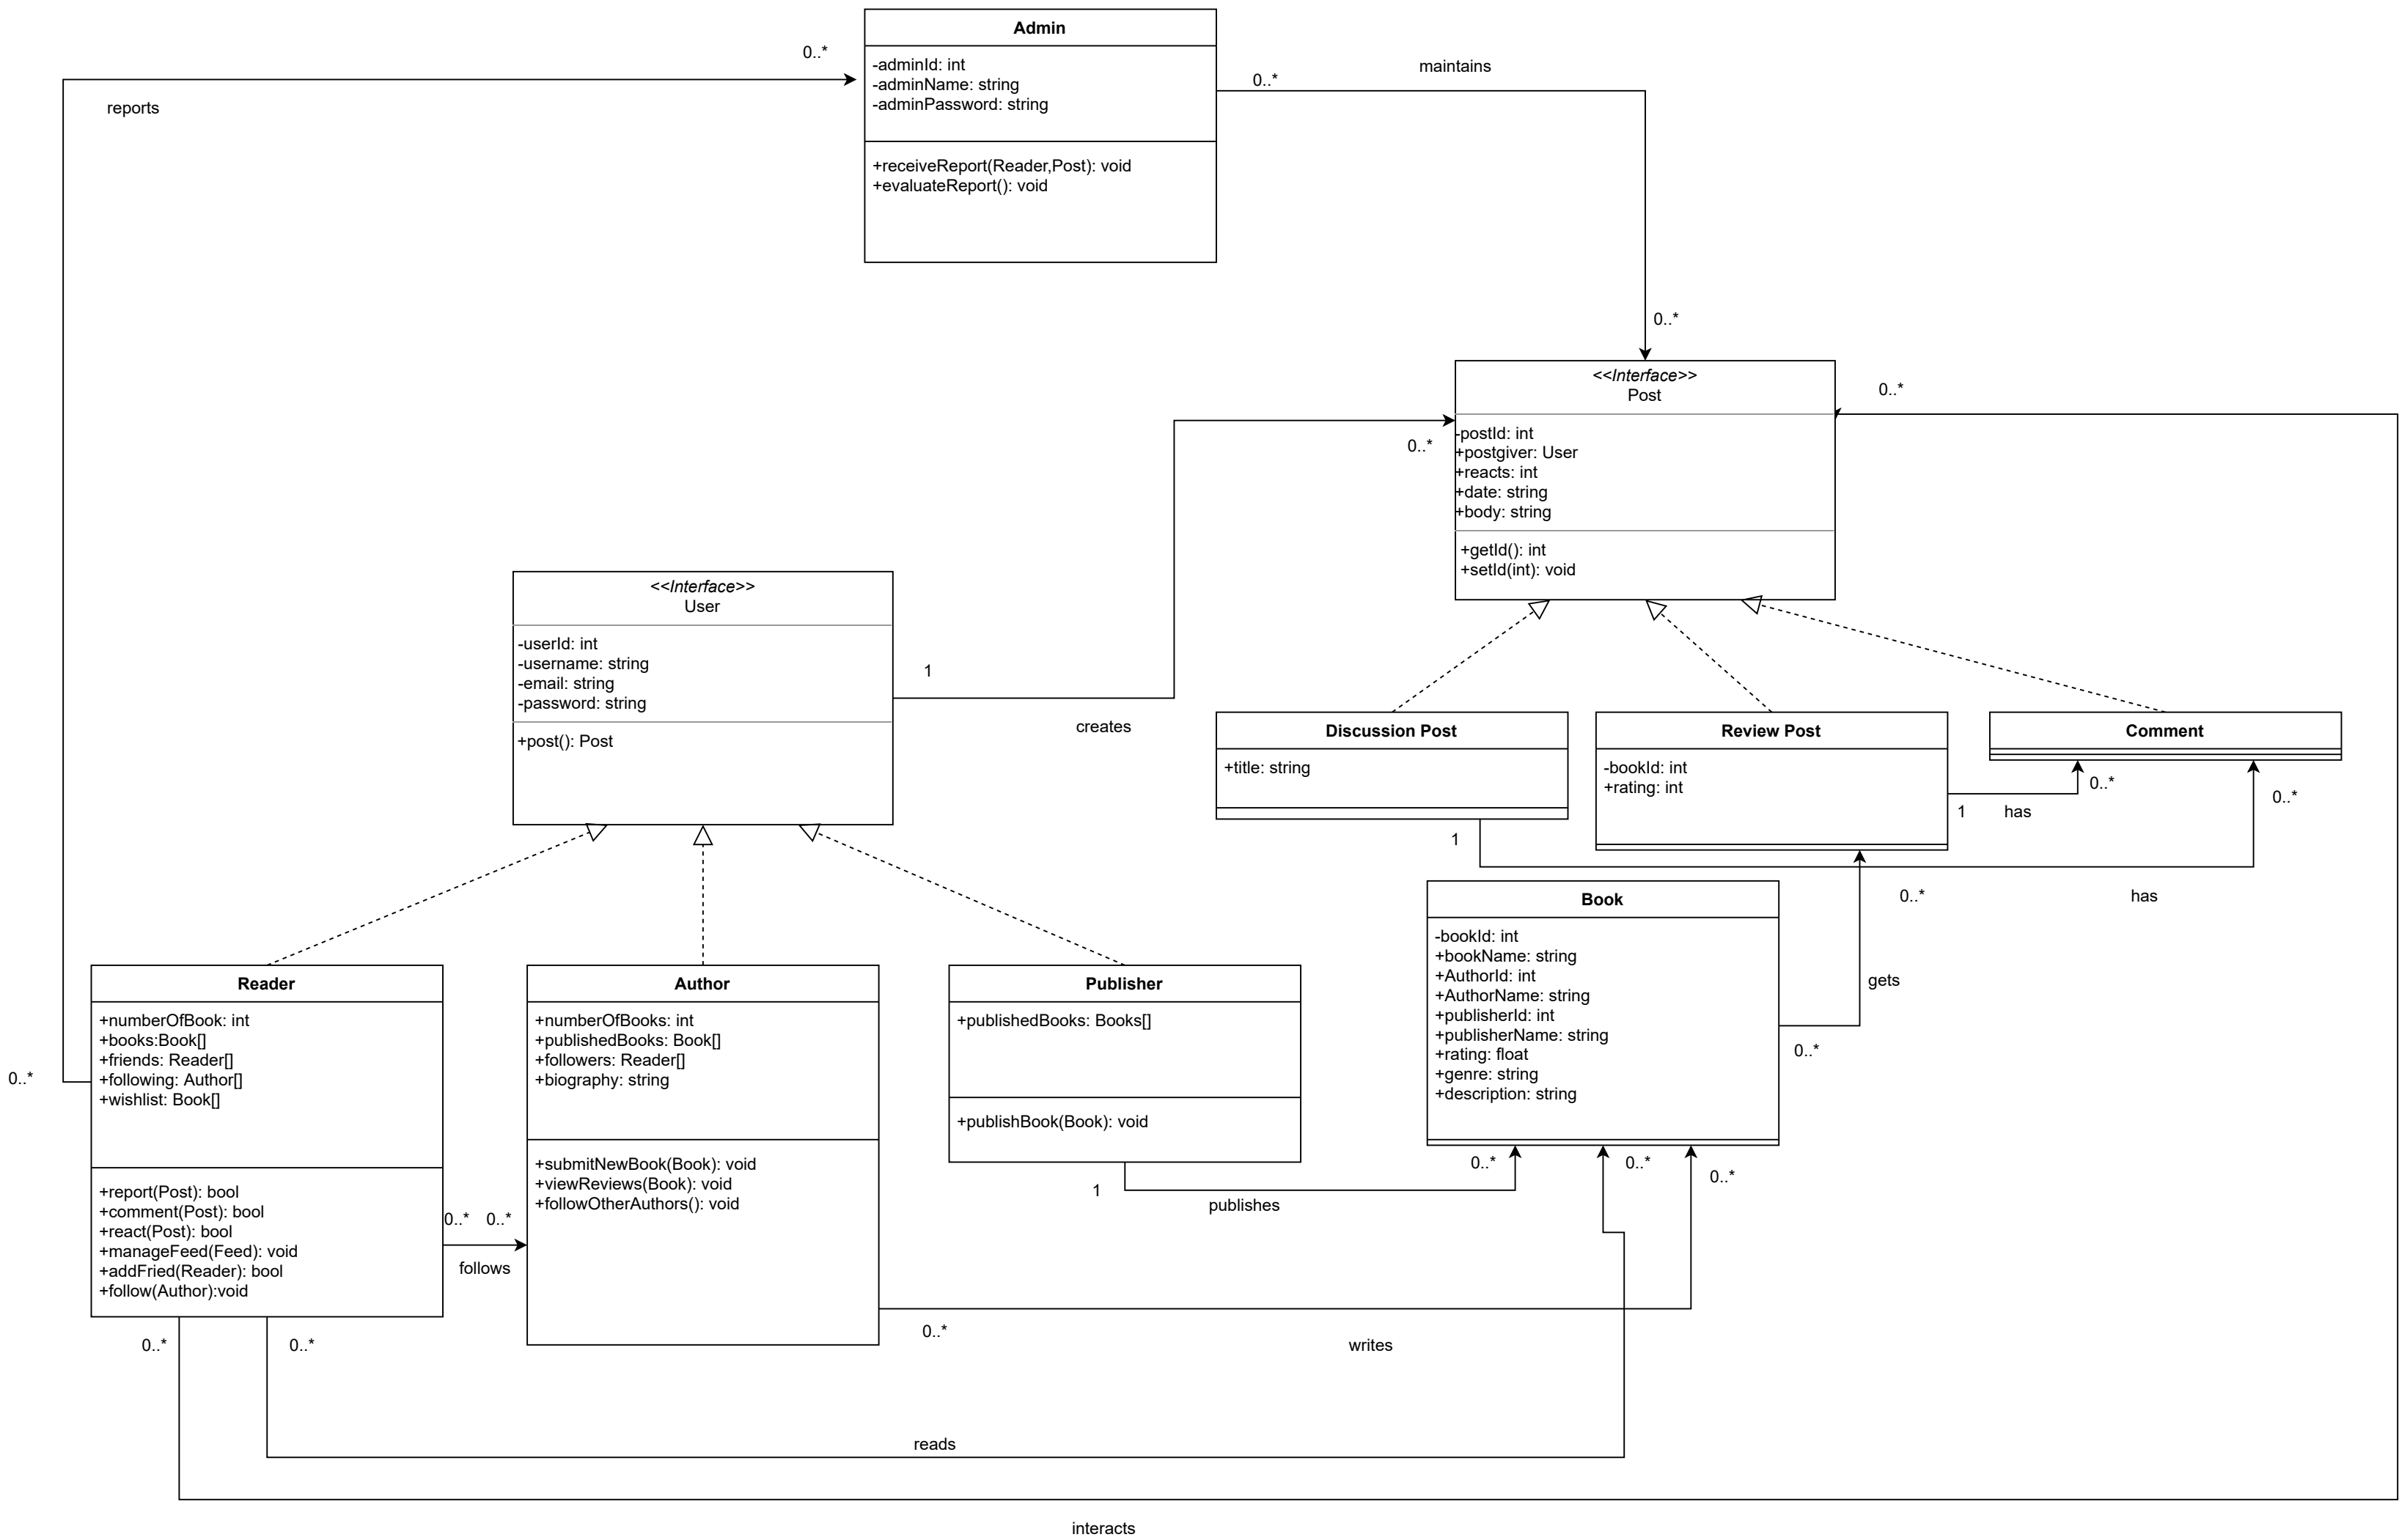 Admin
0..*
-adminId: int
-adminName: string
-adminPassword: string
maintains
0..*
reports
+receiveReport(Reader,Post): void
+evaluateReport(): void
0..*
<<Interface>>
Post
0..*
-postId: int
+postgiver: User
+reacts: int
+date: string
+body: string
0..*
+getId(): int
+setId(int): void
<<Interface>>
User
-userId: int
-username: string
-email: string
-password: string
+post(): Post
1
creates
Discussion Post
+title: string
Review Post
-bookId: int
+rating: int
Comment
0..*
0..*
1
has
1
has
0..*
Book
-bookId: int
+bookName: string
+AuthorId: int
+AuthorName: string
+publisherId: int
+publisherName: string
+rating: float
+genre: string
+description: string
gets
0..*
Reader
+numberOfBook: int
+books:Book[]
+friends: Reader[]
+following: Author[]
+wishlist: Book[]
0..*
+report(Post): bool
+comment(Post): bool
+react(Post): bool
+manageFeed(Feed): void
+addFried(Reader): bool
+follow(Author):void
0..*
0..*
follows
Author
+numberOfBooks: int
+publishedBooks: Book[]
+followers: Reader[]
+biography: string
+submitNewBook(Book): void
+viewReviews(Book): void
+followOtherAuthors(): void
Publisher
+publishedBooks: Books[]
+publishBook(Book): void
1
publishes
0..*
0..*
0..*
0..*
writes
0..*
0..*
reads
interacts